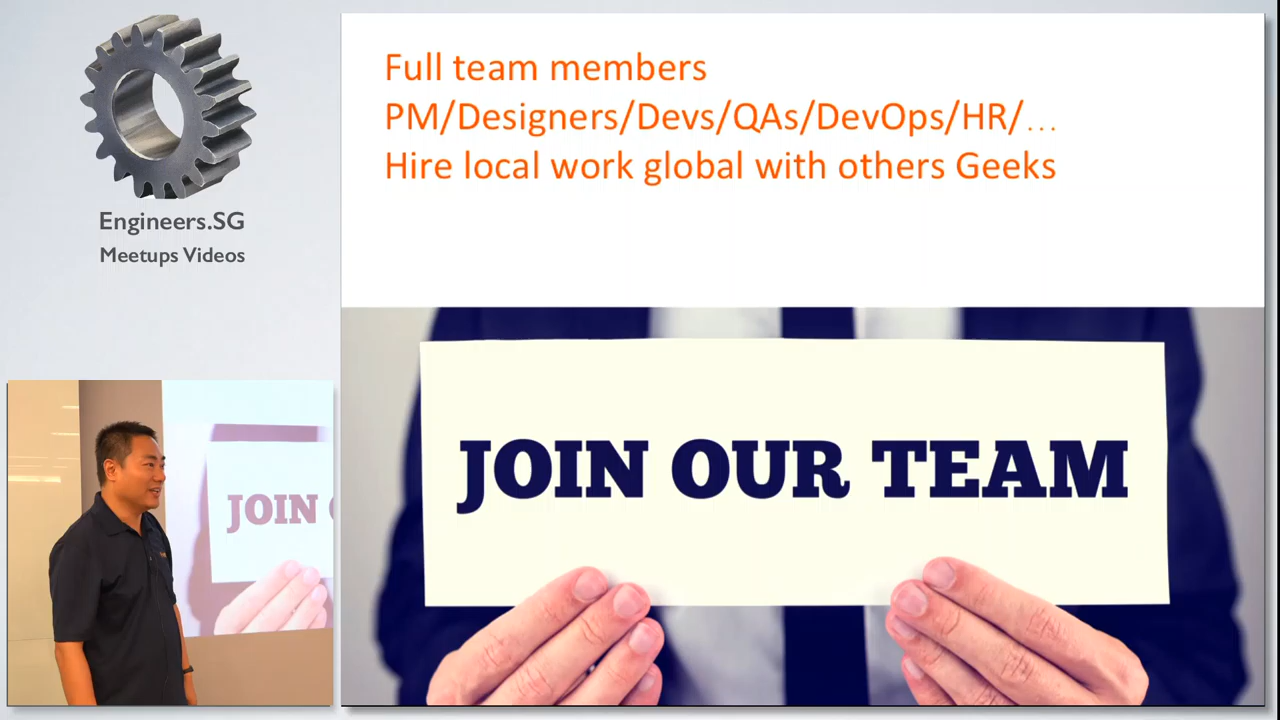 Engineers.SG
Meetups Videos
Full team members
PM/Designers/Devs/QAs/DevOps/HR/...
Hire local work global with others Geeks
JOIN OUR TEAM
JOIN